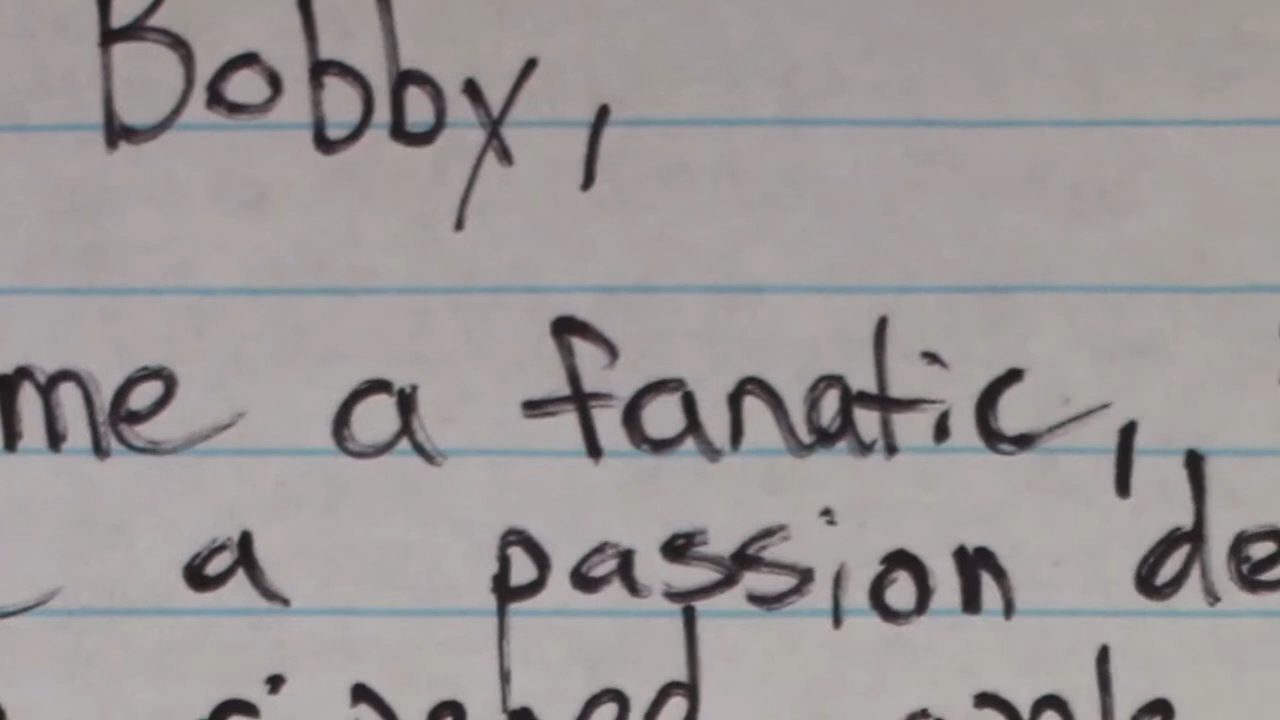 Bobby,
me a fanatic,
a passion de